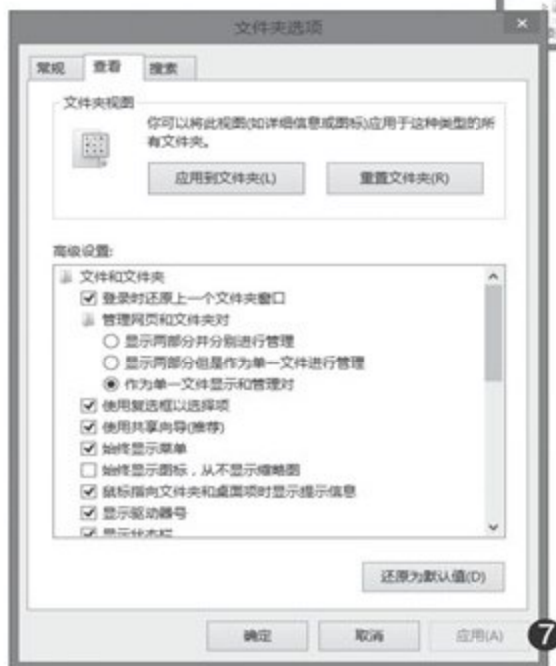 文件夹选项
常规 查看 搜索
文件夹视图
你可以将此视图(如详细信息或图标)应用于这种类型的所
有文件夹。
应用到文件夹(L) 重置文件夹(R)
高级设置:
文件和文件夹
登录时还原上一个文件夹窗口
管理网页和文件夹对
显示两部分并分别进行管理
显示两部分但是作为单一文件进行管理
作为单一文件显示和管理对
使用复选框以选择项
使用共享向导(推荐)
始终显示菜单
始终显示图标，从不显示缩略图
鼠标指向文件夹和桌面项时显示提示信息
显示驱动器号
显示状态栏
还原为默认值(D)
确定 取消 应用(A) 7